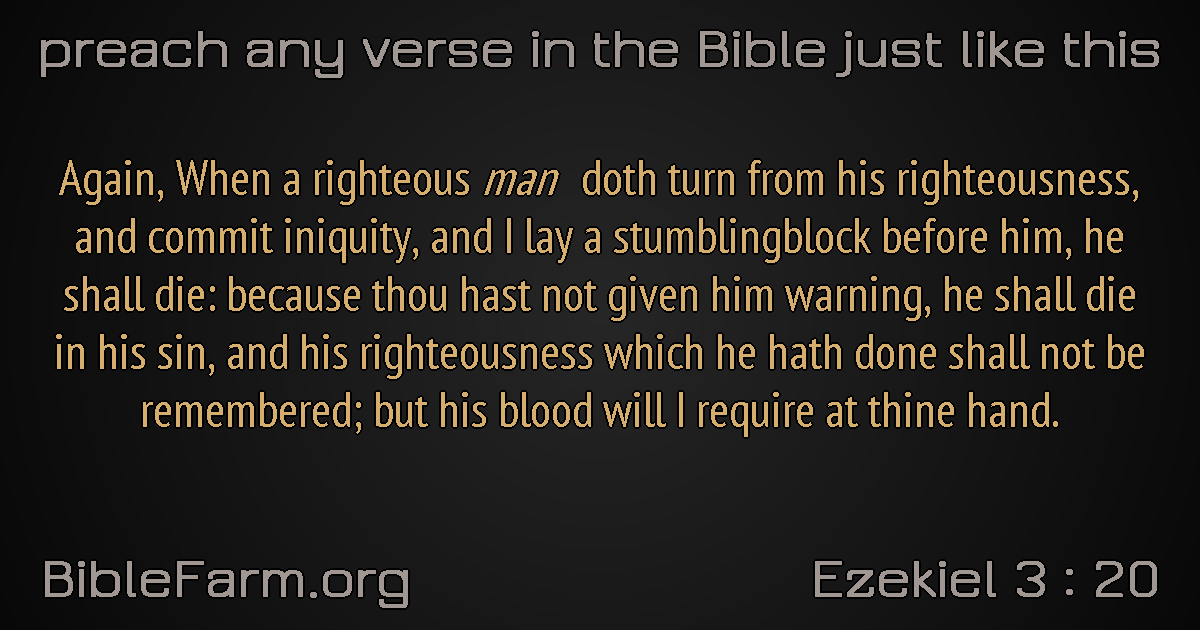 preach any verse in the Bible just like this
Again, When a righteous man doth turn from his righteousness,
and commit iniquity, and I lay a stumblingblock before him, he
shall die: because thou hast not given him warning, he shall die
in his sin, and his righteousness which he hath done shall not be
remembered; but his blood will I require at thine hand.
BibleFarm.org
Ezekiel 3 : 20